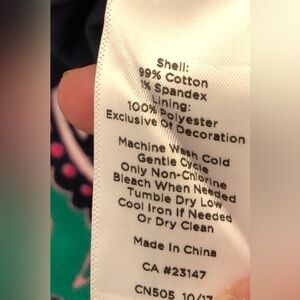 Shell:
99% Cotton
1% Spandex
Lining:
100% Polyester
Exclusive Of Decoration
Machine Wash Cold
Gentle Cycle
Only Non-Chlorine
Bleach When Needed
Tumble Dry Low
Cool Iron If Needed
Or Dry Clean
Made In China
CA #23147
CN505 10/17